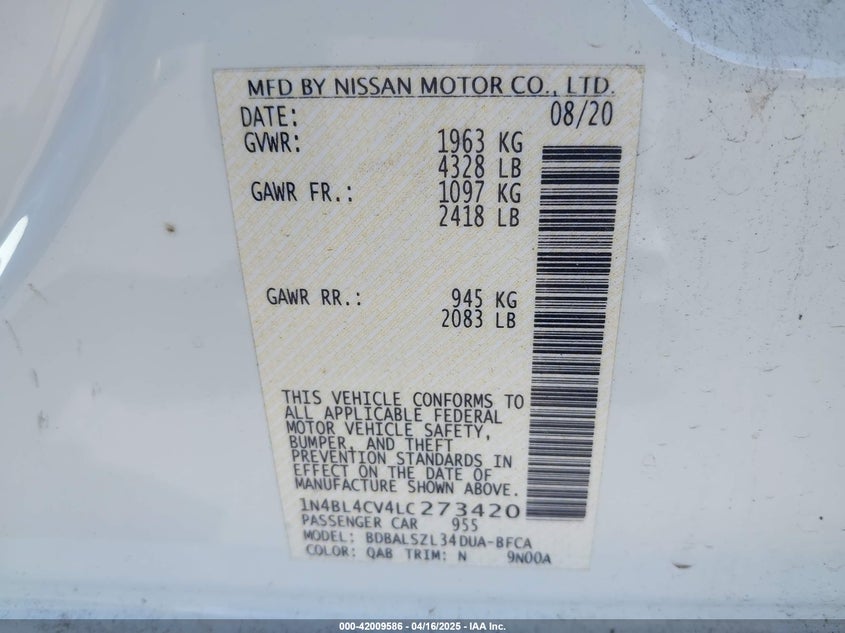 MFD BY NISSAN MOTOR CO., LTD.
DATE: 08/20
GVWR: 1963 KG
4328 LB
GAWR FR.: 1097 KG
2418 LB
GAWR RR.: 945 KG
2083 LB
THIS VEHICLE CONFORMS TO
ALL APPLICABLE FEDERAL
MOTOR VEHICLE SAFETY,
BUMPER, AND THEFT
PREVENTION STANDARDS IN
EFFECT ON THE DATE OF
MANUFACTURE SHOWN ABOVE.
1N4BL4CV4LC273420
PASSENGER CAR 955
MODEL: BDBALSZL34DUA-BFCA
COLOR: QAB TRIM: N 9N00A
000-42009586 - 04/16/2025 - IAA Inc.